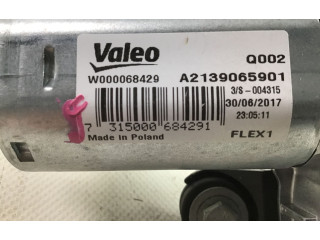 Valeo
Q002
W000068429
A2139065901
3/S-004315
30/06/2017
23:05:11
7 315000 684291
Made in Poland
FLEX1